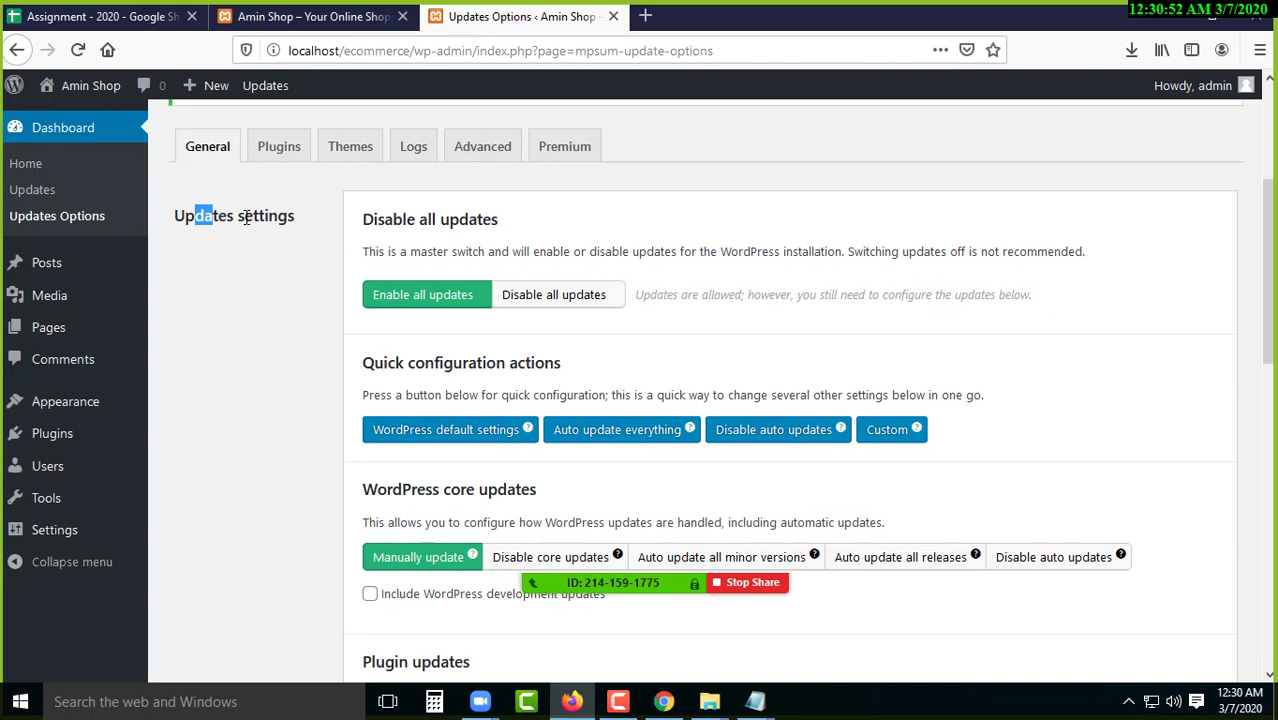 12:30:52 AM 3/7/2020
Assignment - 2020 - Google Sh
Amin Shop – Your Online Shop
Updates Options ‹ Amin Shop –
localhost/ecommerce/wp-admin/index.php?page=mpsum-update-options
Amin Shop
0
New
Updates
Howdy, admin
Dashboard
Home
Updates
Updates Options
Posts
Media
Pages
Comments
Appearance
Plugins
Users
Tools
Settings
Collapse menu
General
Plugins
Themes
Logs
Advanced
Premium
Updates settings
Disable all updates
This is a master switch and will enable or disable updates for the WordPress installation. Switching updates off is not recommended.
Enable all updates
Disable all updates
Updates are allowed; however, you still need to configure the updates below.
Quick configuration actions
Press a button below for quick configuration; this is a quick way to change several other settings below in one go.
WordPress default settings
Auto update everything
Disable auto updates
Custom
WordPress core updates
This allows you to configure how WordPress updates are handled, including automatic updates.
Manually update
Disable core updates
Auto update all minor versions
Auto update all releases
Disable auto updates
ID: 214-159-1775
Stop Share
Include WordPress development updates
Plugin updates
Search the web and Windows
12:30 AM
3/7/2020